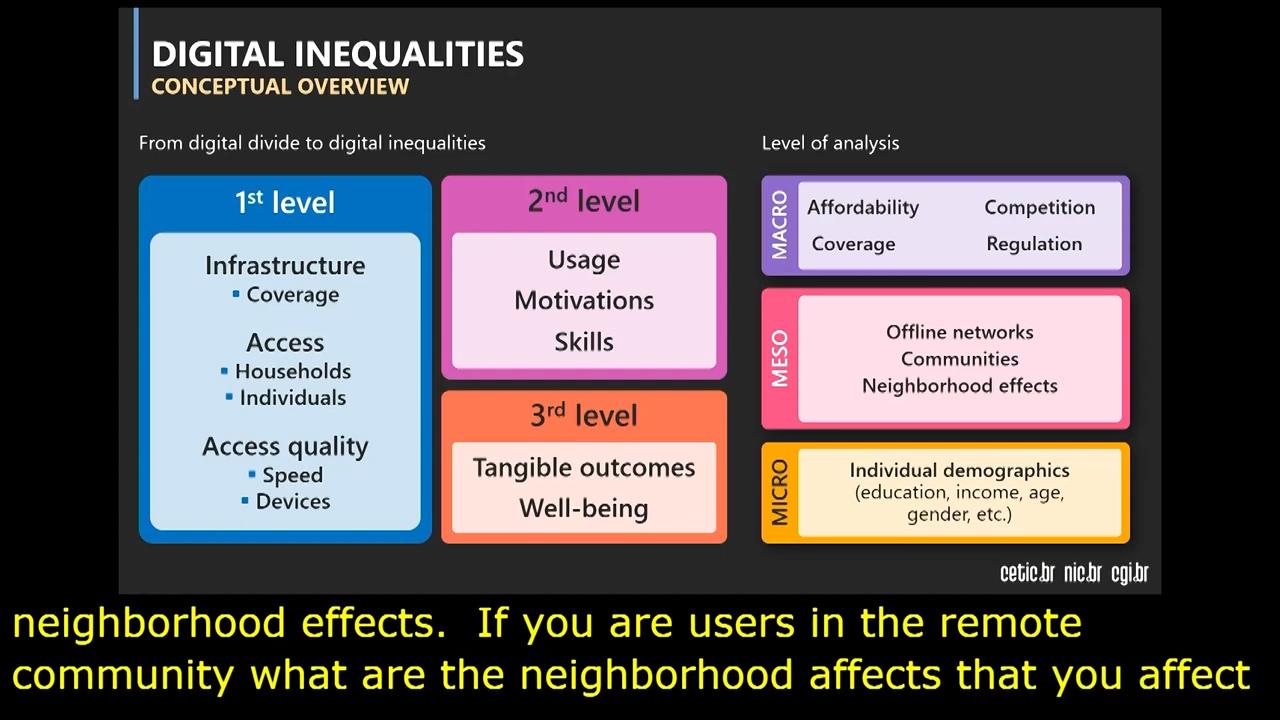 DIGITAL INEQUALITIES
CONCEPTUAL OVERVIEW
From digital divide to digital inequalities
1st level
Infrastructure
▪ Coverage
Access
▪ Households
▪ Individuals
Access quality
▪ Speed
▪ Devices
2nd level
Usage
Motivations
Skills
3rd level
Tangible outcomes
Well-being
Level of analysis
MACRO
Affordability Competition
Coverage Regulation
MESO
Offline networks
Communities
Neighborhood effects
MICRO
Individual demographics
(education, income, age,
gender, etc.)
cetic.br nic.br cgi.br
neighborhood effects.  If you are users in the remote
community what are the neighborhood affects that you affect